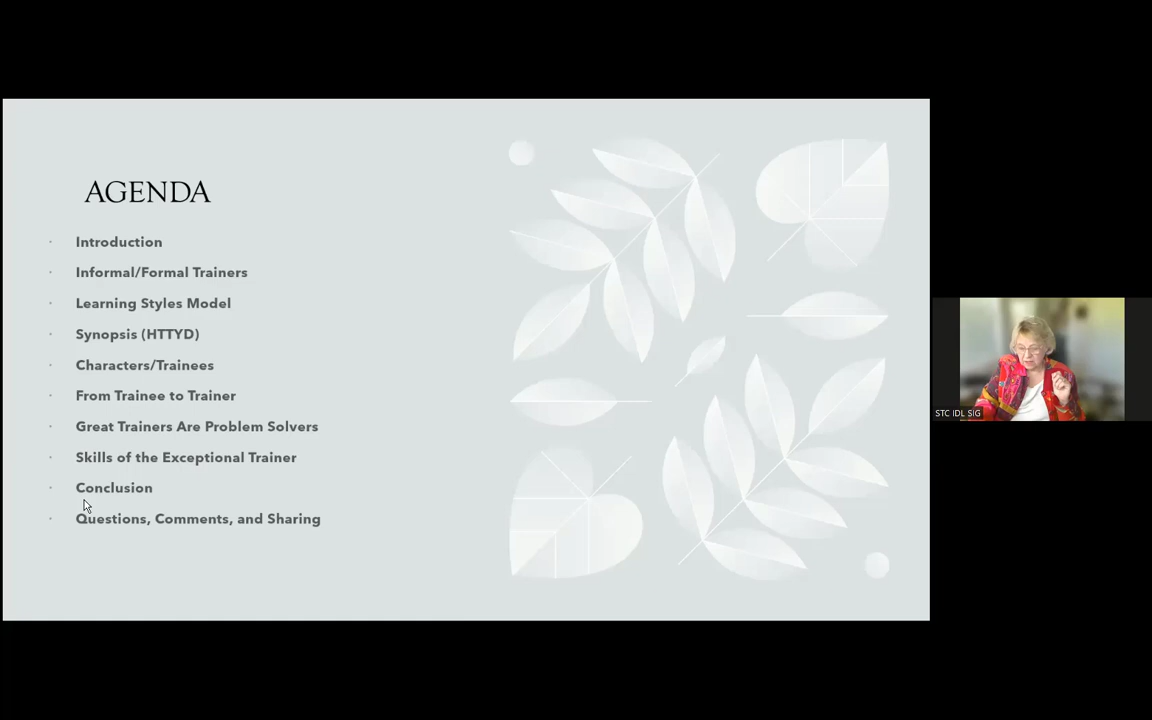 AGENDA
· Introduction
· Informal/Formal Trainers
· Learning Styles Model
· Synopsis (HTTYD)
· Characters/Trainees
· From Trainee to Trainer
· Great Trainers Are Problem Solvers
· Skills of the Exceptional Trainer
· Conclusion
· Questions, Comments, and Sharing
STC IDL SIG